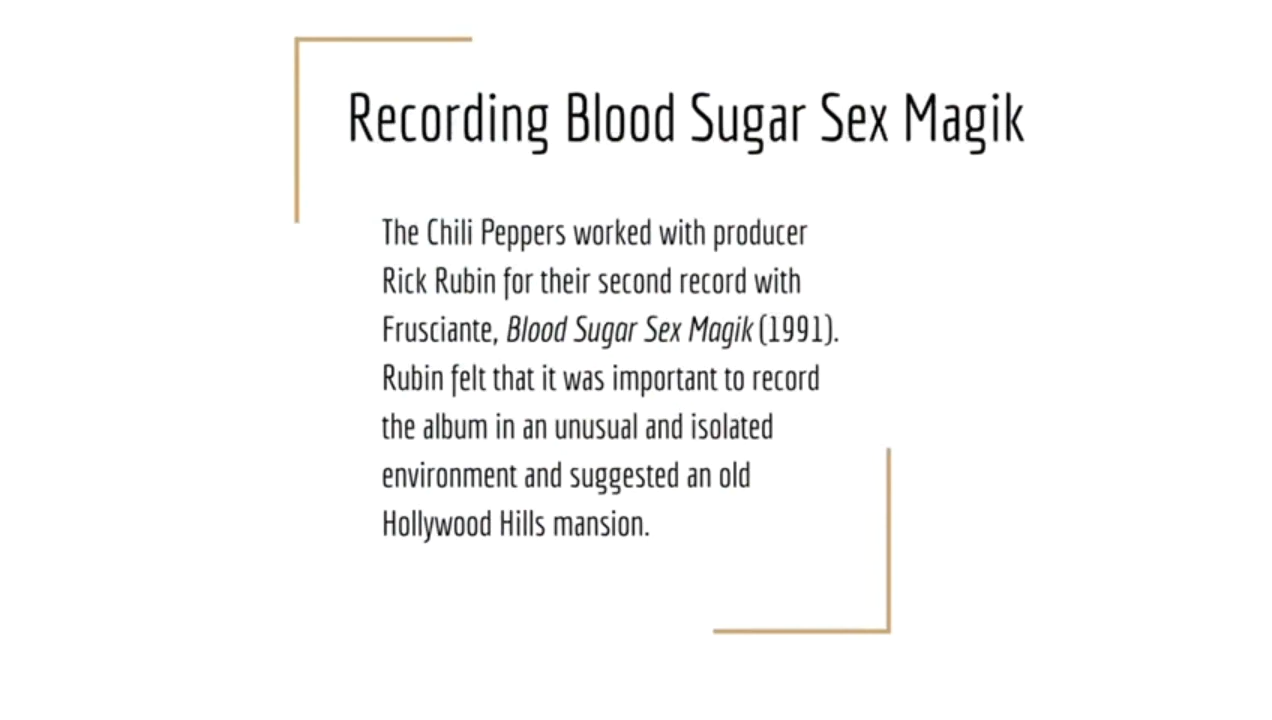 Recording Blood Sugar Sex Magik
The Chili Peppers worked with producer
Rick Rubin for their second record with
Frusciante, Blood Sugar Sex Magik (1991).
Rubin felt that it was important to record
the album in an unusual and isolated
environment and suggested an old
Hollywood Hills mansion.